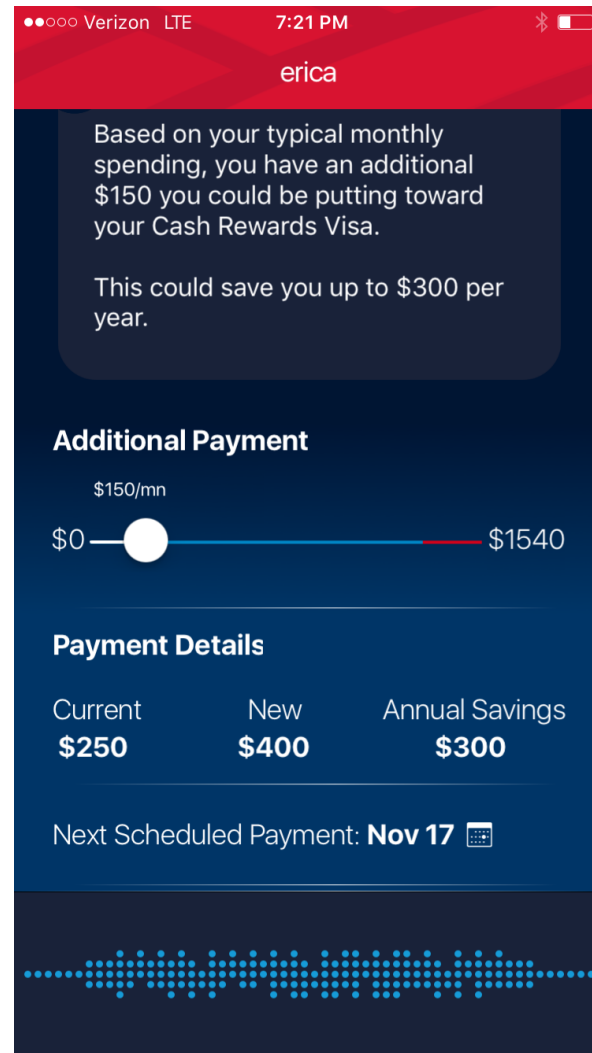 Verizon LTE 7:21 PM
erica
Based on your typical monthly
spending, you have an additional
$150 you could be putting toward
your Cash Rewards Visa.
This could save you up to $300 per
year.
Additional Payment
$150/mn
$0 $1540
Payment Details
Current New Annual Savings
$250 $400 $300
Next Scheduled Payment: Nov 17